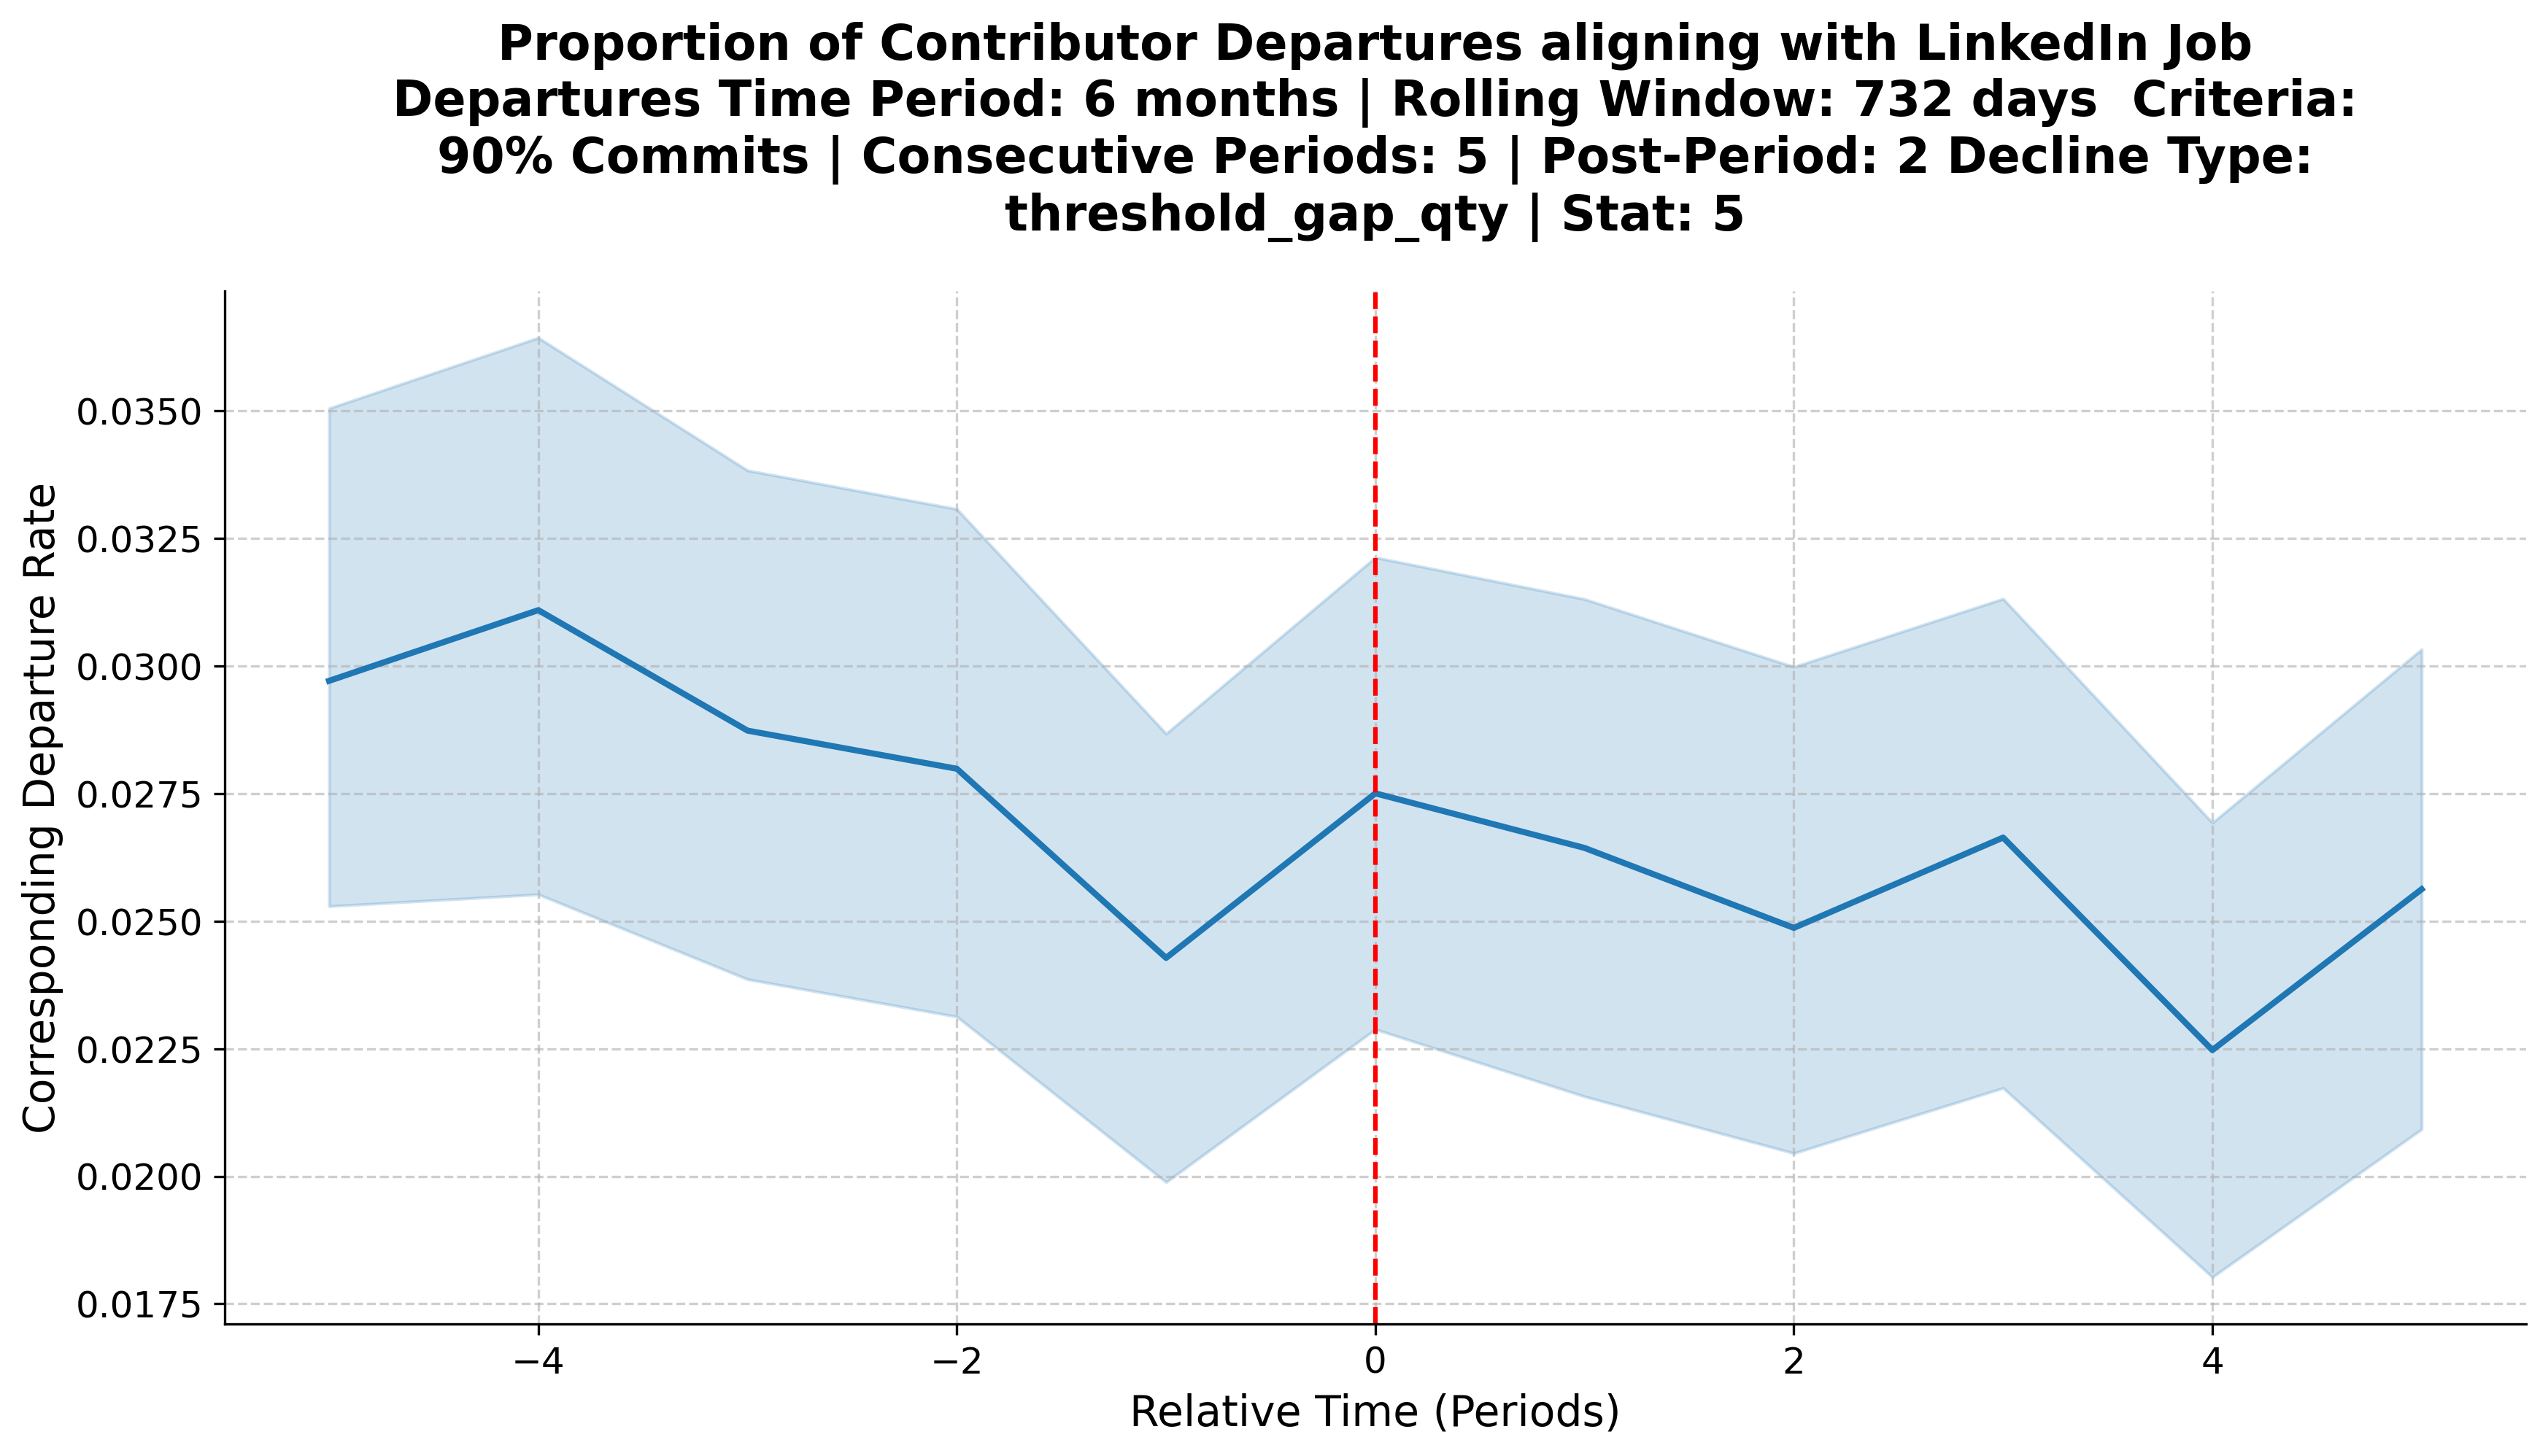 Proportion of Contributor Departures aligning with LinkedIn Job
Departures Time Period: 6 months | Rolling Window: 732 days  Criteria:
90% Commits | Consecutive Periods: 5 | Post-Period: 2 Decline Type:
threshold_gap_qty | Stat: 5
Corresponding Departure Rate
0.0350
0.0325
0.0300
0.0275
0.0250
0.0225
0.0200
0.0175
−4
−2
0
2
4
Relative Time (Periods)